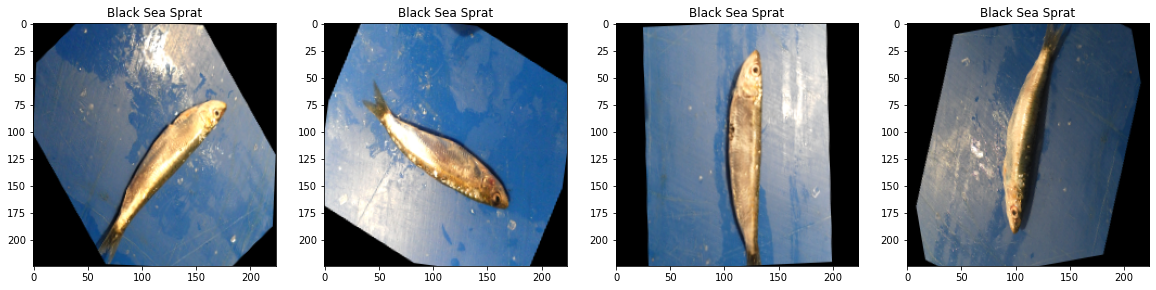 Black Sea Sprat Black Sea Sprat Black Sea Sprat Black Sea Sprat
0 0 0 0
25 25 25 25
50 50 50 50
75 75 75 75
100 100 100 100
125 125 125 125
150 150 150 150
175 175 175 175
200 200 200 200
0 50 100 150 200 0 50 100 150 200 0 50 100 150 200 0 50 100 150 200